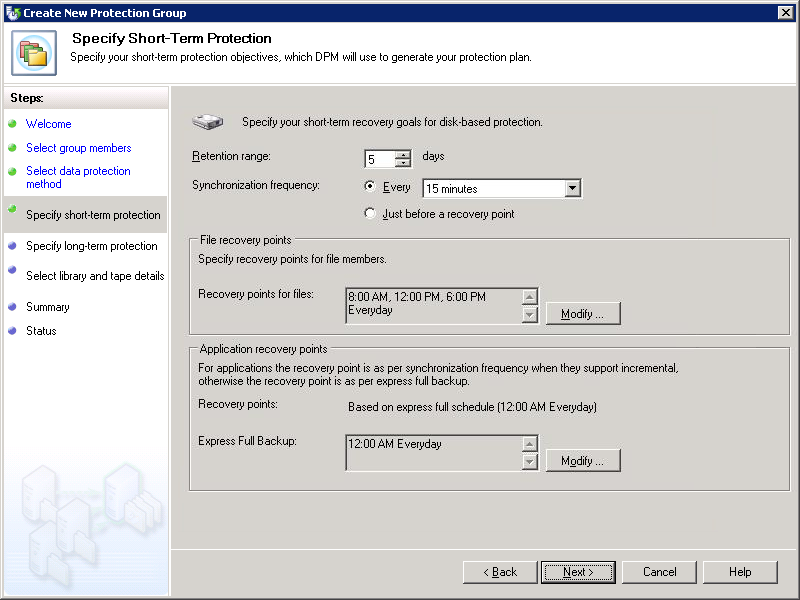 Create New Protection Group
Specify Short-Term Protection
Specify your short-term protection objectives, which DPM will use to generate your protection plan.
Steps:
Welcome
Select group members
Select data protection
method
Specify short-term protection
Specify long-term protection
Select library and tape details
Summary
Status
Specify your short-term recovery goals for disk-based protection.
Retention range: 5 days
Synchronization frequency: Every 15 minutes
Just before a recovery point
File recovery points
Specify recovery points for file members.
Recovery points for files: 8:00 AM, 12:00 PM, 6:00 PM
Everyday
Modify ...
Application recovery points
For applications the recovery point is as per synchronization frequency when they support incremental,
otherwise the recovery point is as per express full backup.
Recovery points: Based on express full schedule (12:00 AM Everyday)
Express Full Backup: 12:00 AM Everyday
Modify ...
< Back Next > Cancel Help